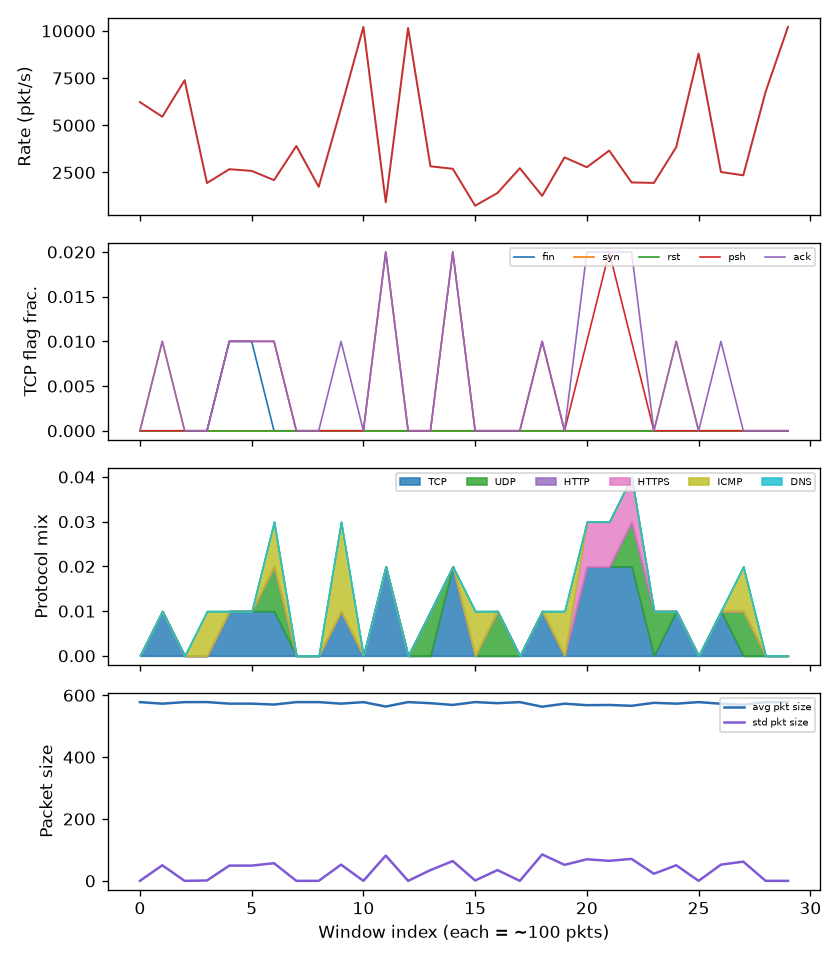 10000
7500
5000
2500
Rate (pkt/s)
fin syn rst psh ack
0.020
0.015
0.010
0.005
0.000
TCP flag frac.
TCP UDP HTTP HTTPS ICMP DNS
0.04
0.03
0.02
0.01
0.00
Protocol mix
avg pkt size
std pkt size
600
400
200
0
Packet size
0 5 10 15 20 25 30
Window index (each = ~100 pkts)